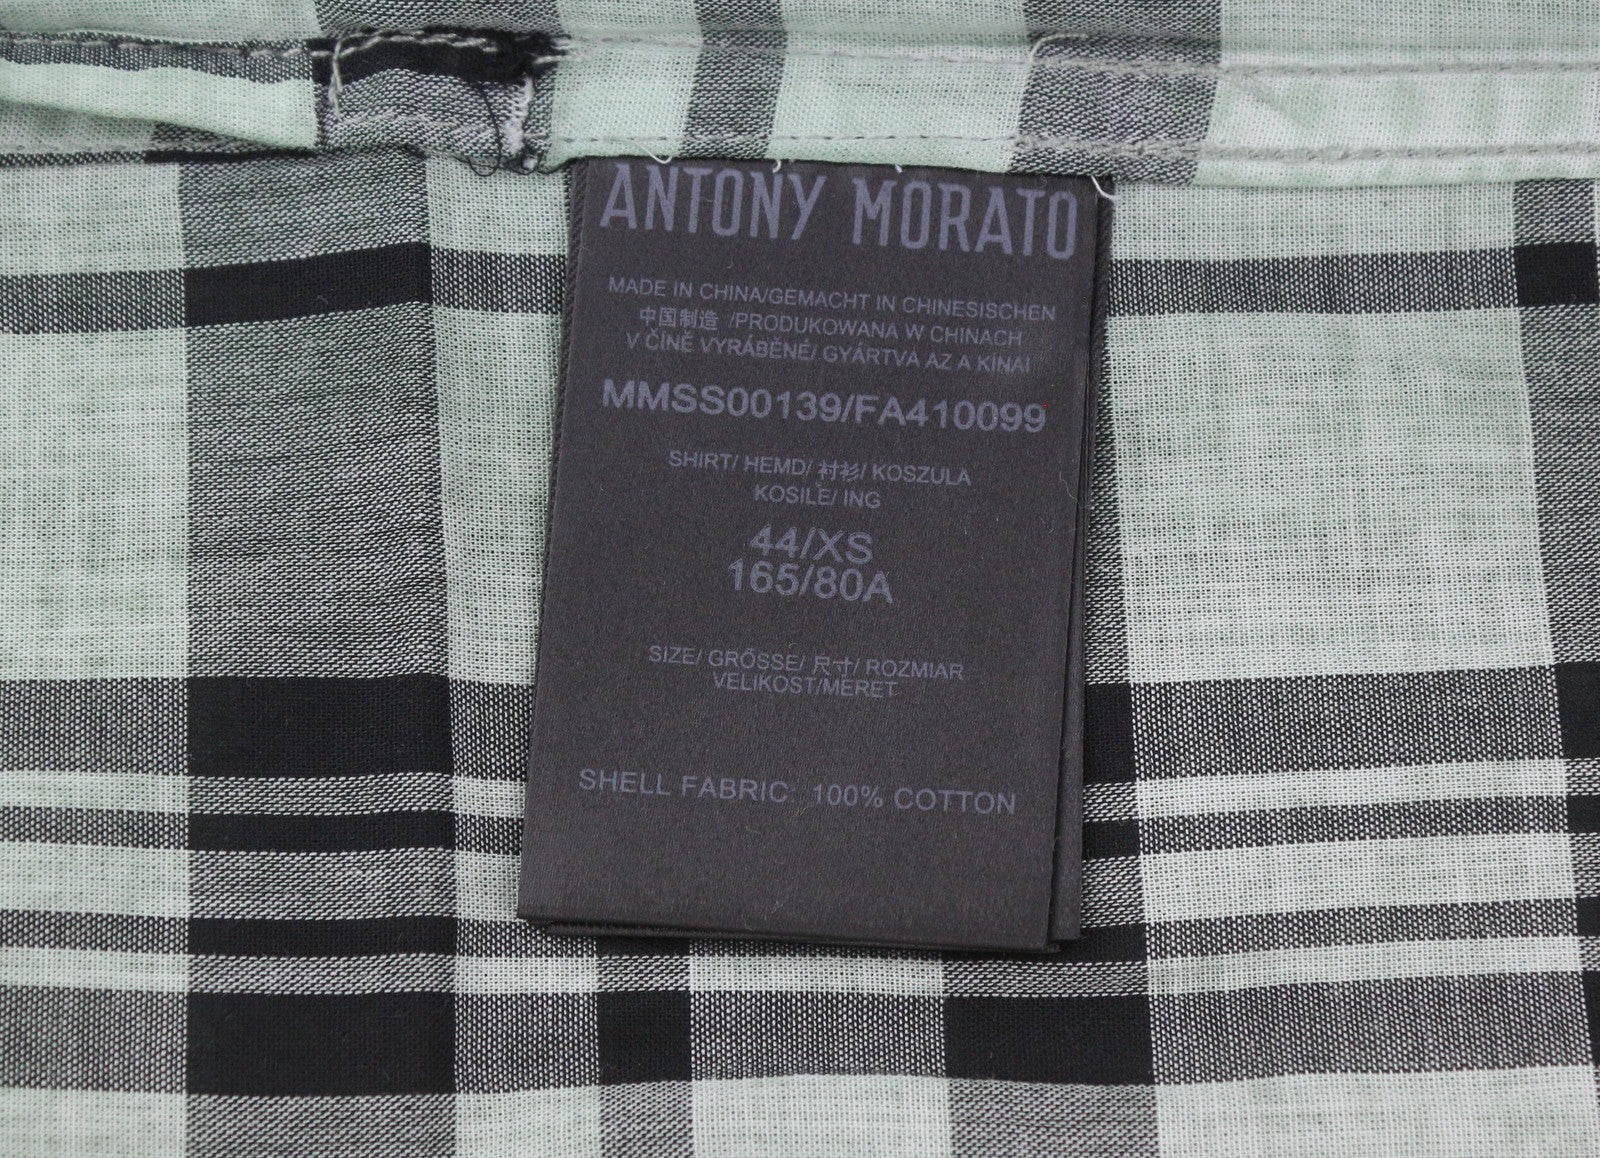 ANTONY MORATO
MADE IN CHINA/GEMACHT IN CHINESISCHEN
中国制造 /PRODUKOWANA W CHINACH
V ČÍNĚ VYRÁBĚNÉ/ GYÁRTVA AZ A KÍNAI
MMSS00139/FA410099
SHIRT/ HEMD/ 衬衫/ KOSZULA
KOSILE/ ING
44/XS
165/80A
SIZE/ GRÖSSE/ 尺寸/ ROZMIAR
VELIKOST/MÉRET
SHELL FABRIC: 100% COTTON